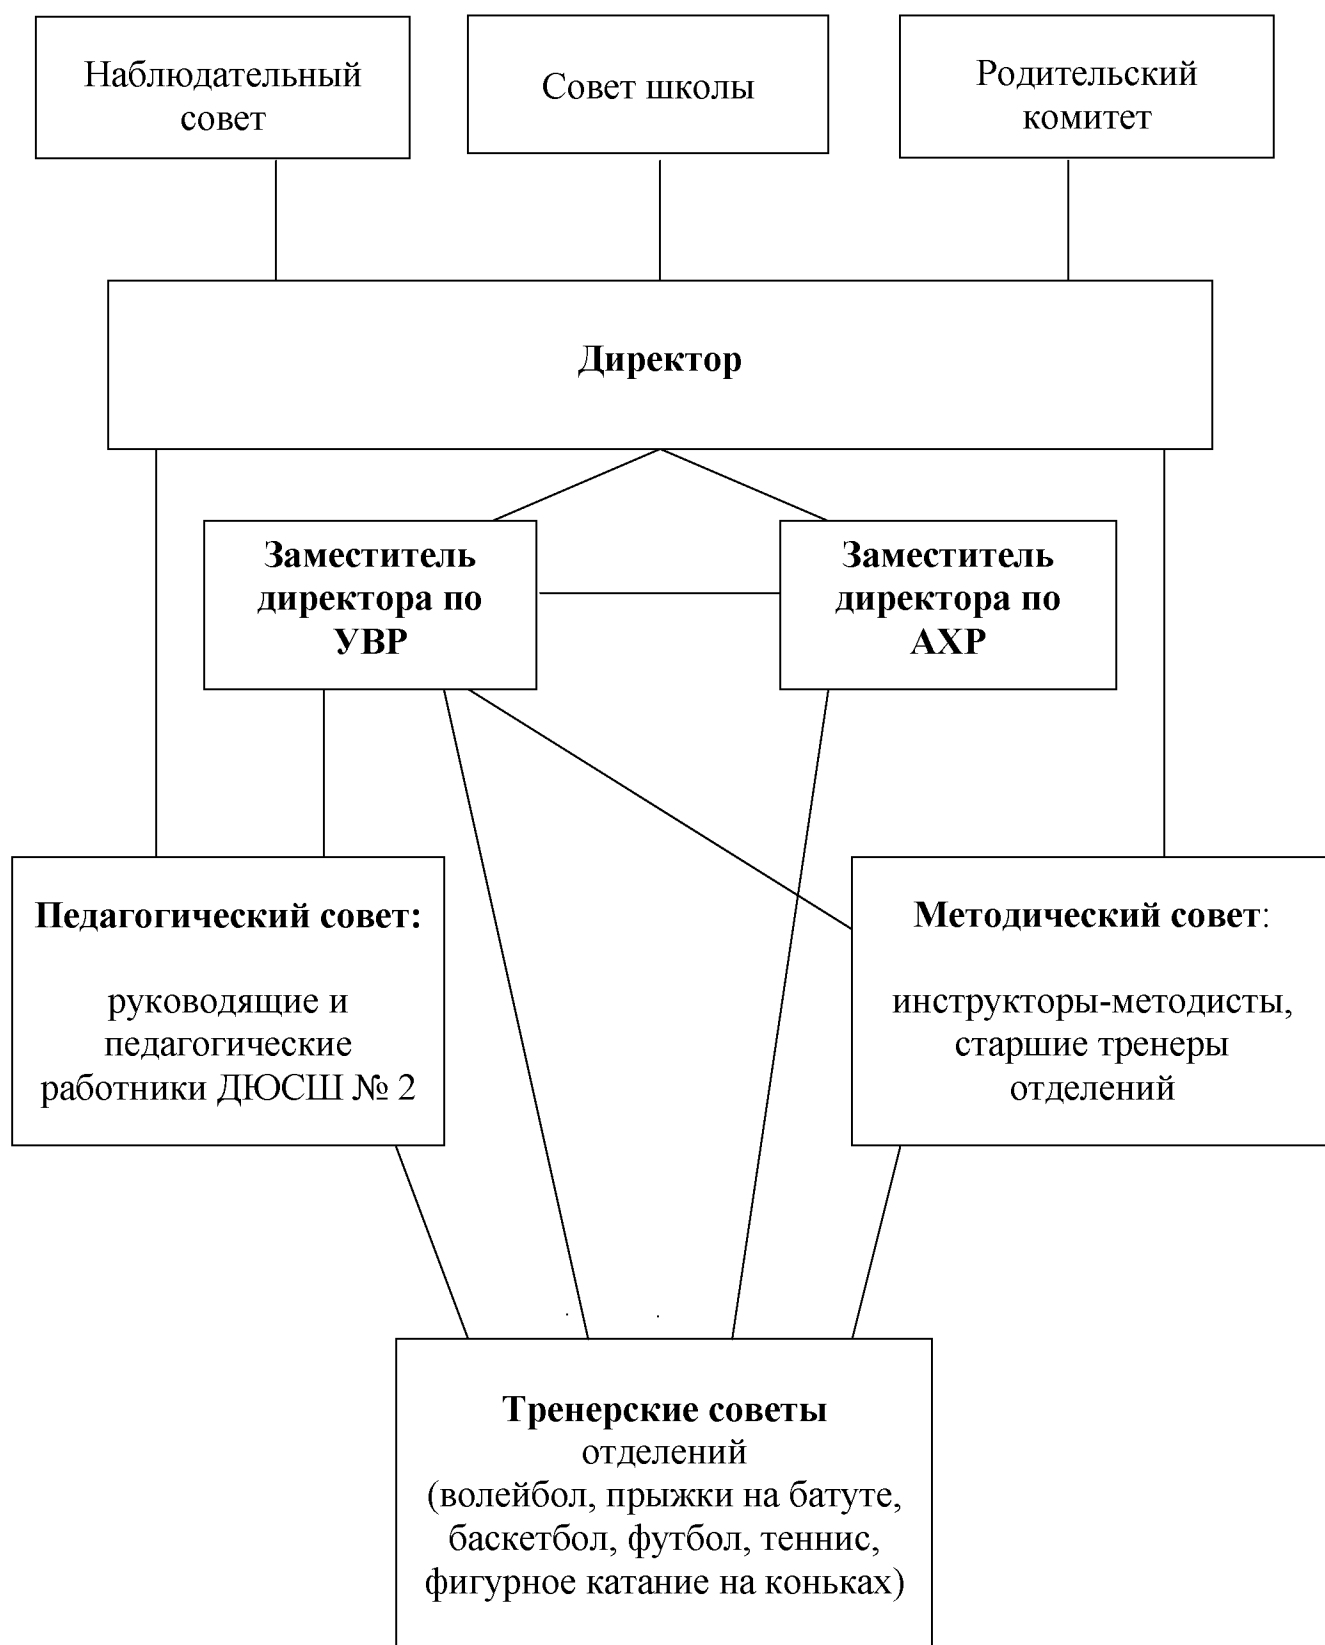 Наблюдательный
совет
Совет школы
Родительский
комитет
Директор
Заместитель
директора по
УВР
Заместитель
директора по
АХР
Педагогический совет:
руководящие и
педагогические
работники ДЮСШ № 2
Методический совет:
инструкторы-методисты,
старшие тренеры
отделений
Тренерские советы
отделений
(волейбол, прыжки на батуте,
баскетбол, футбол, теннис,
фигурное катание на коньках)